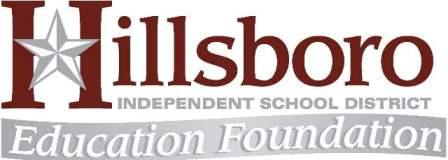 Hillsboro
INDEPENDENT SCHOOL DISTRICT
Education Foundation